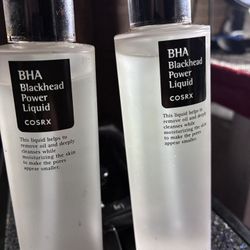 BHA
Blackhead
Power
Liquid
COSRX
This liquid helps to
remove oil and deeply
cleanses while
moisturizing the skin
to make the pores
appear smaller.
BHA
Blackhead
Power
Liquid
COSRX
This liquid helps to
remove oil and deeply
cleanses while
moisturizing the skin
to make the pores
appear smaller.